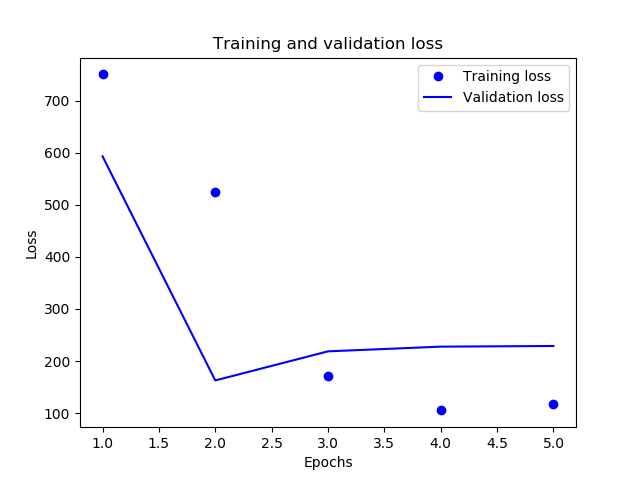 Training and validation loss
Training loss
Validation loss
Loss
700
600
500
400
300
200
100
1.0 1.5 2.0 2.5 3.0 3.5 4.0 4.5 5.0
Epochs